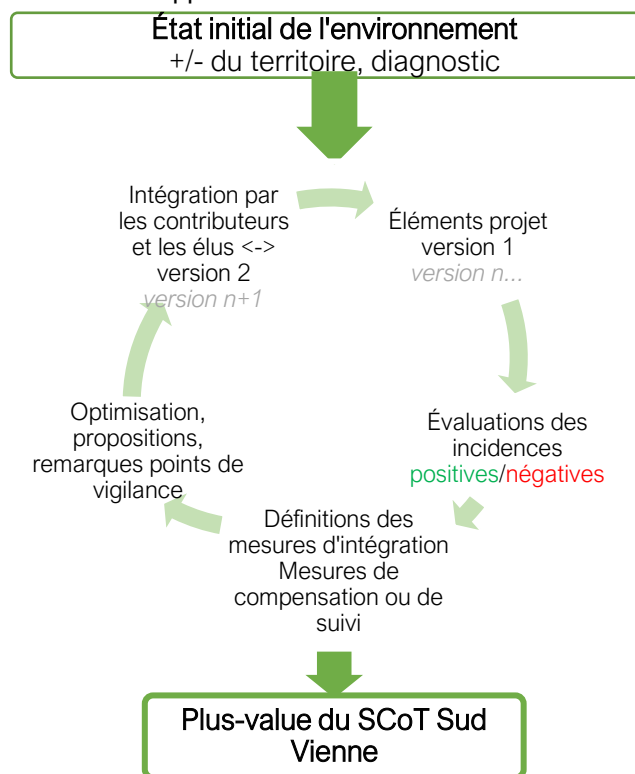 État initial de l'environnement
+/- du territoire, diagnostic
Intégration par
les contributeurs
et les élus <->
version 2
version n+1
Éléments projet
version 1
version n...
Évaluations des
incidences
positives/négatives
Définitions des
mesures d'intégration
Mesures de
compensation ou de
suivi
Optimisation,
propositions,
remarques points de
vigilance
Plus-value du SCoT Sud
Vienne